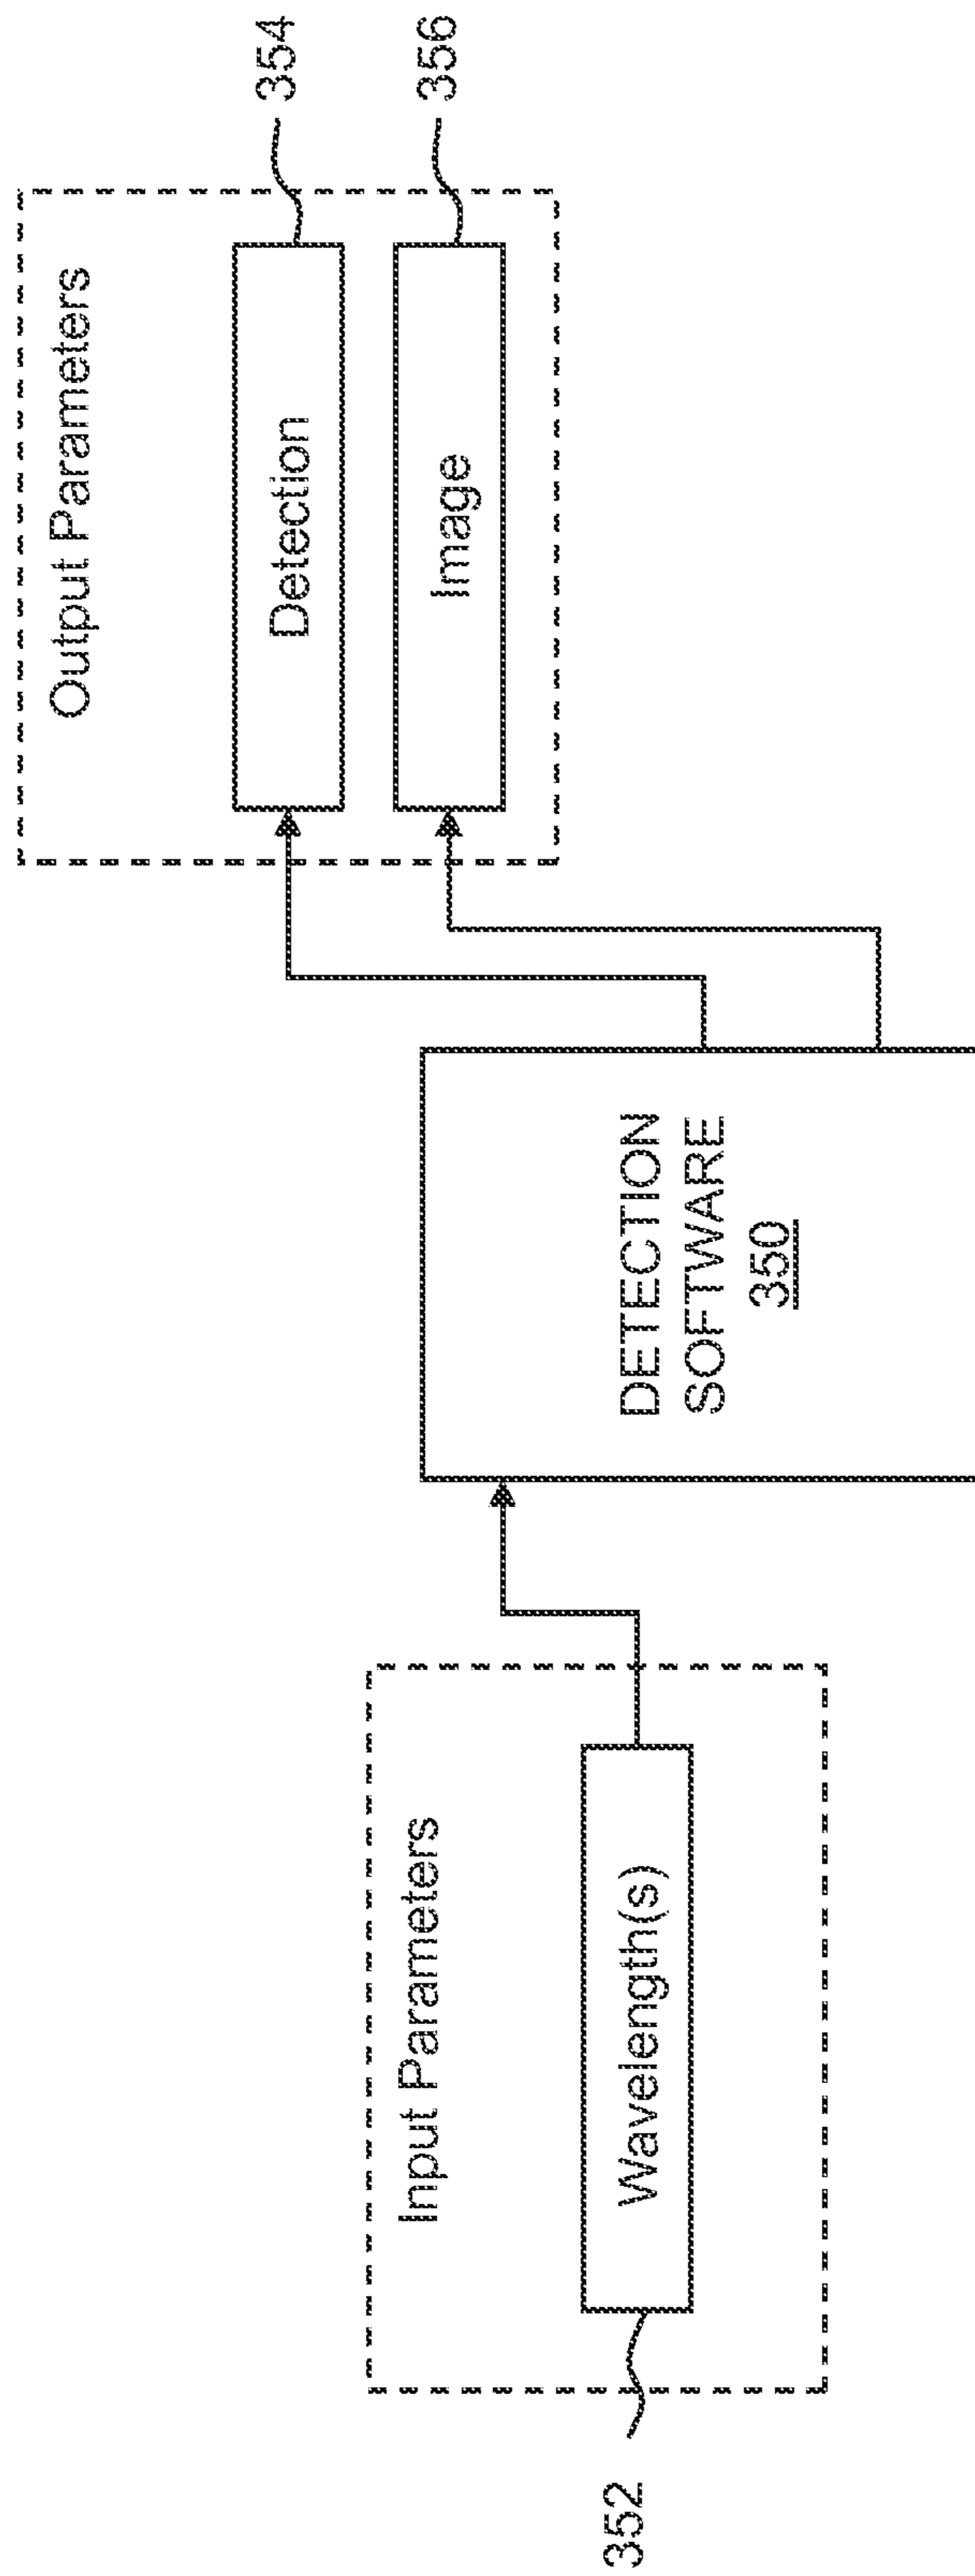 Input Parameters
Wavelength(s)
352
DETECTION
SOFTWARE
350
Output Parameters
Detection
354
Image
356